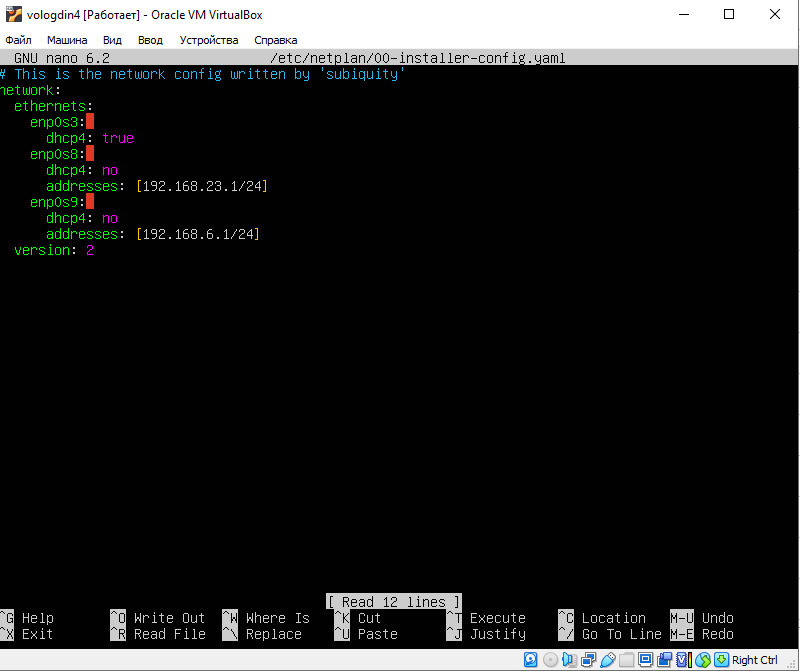 vologdin4 [Работает] - Oracle VM VirtualBox
Файл Машина Вид Ввод Устройства Справка
GNU nano 6.2 /etc/netplan/00-installer-config.yaml
# This is the network config written by 'subiquity'
network:
  ethernets:
    enp0s3:
      dhcp4: true
    enp0s8:
      dhcp4: no
      addresses: [192.168.23.1/24]
    enp0s9:
      dhcp4: no
      addresses: [192.168.6.1/24]
  version: 2
[ Read 12 lines ]
^G Help ^O Write Out ^W Where Is ^K Cut ^T Execute ^C Location M-U Undo
^X Exit ^R Read File ^\ Replace ^U Paste ^J Justify ^/ Go To Line M-E Redo
Right Ctrl